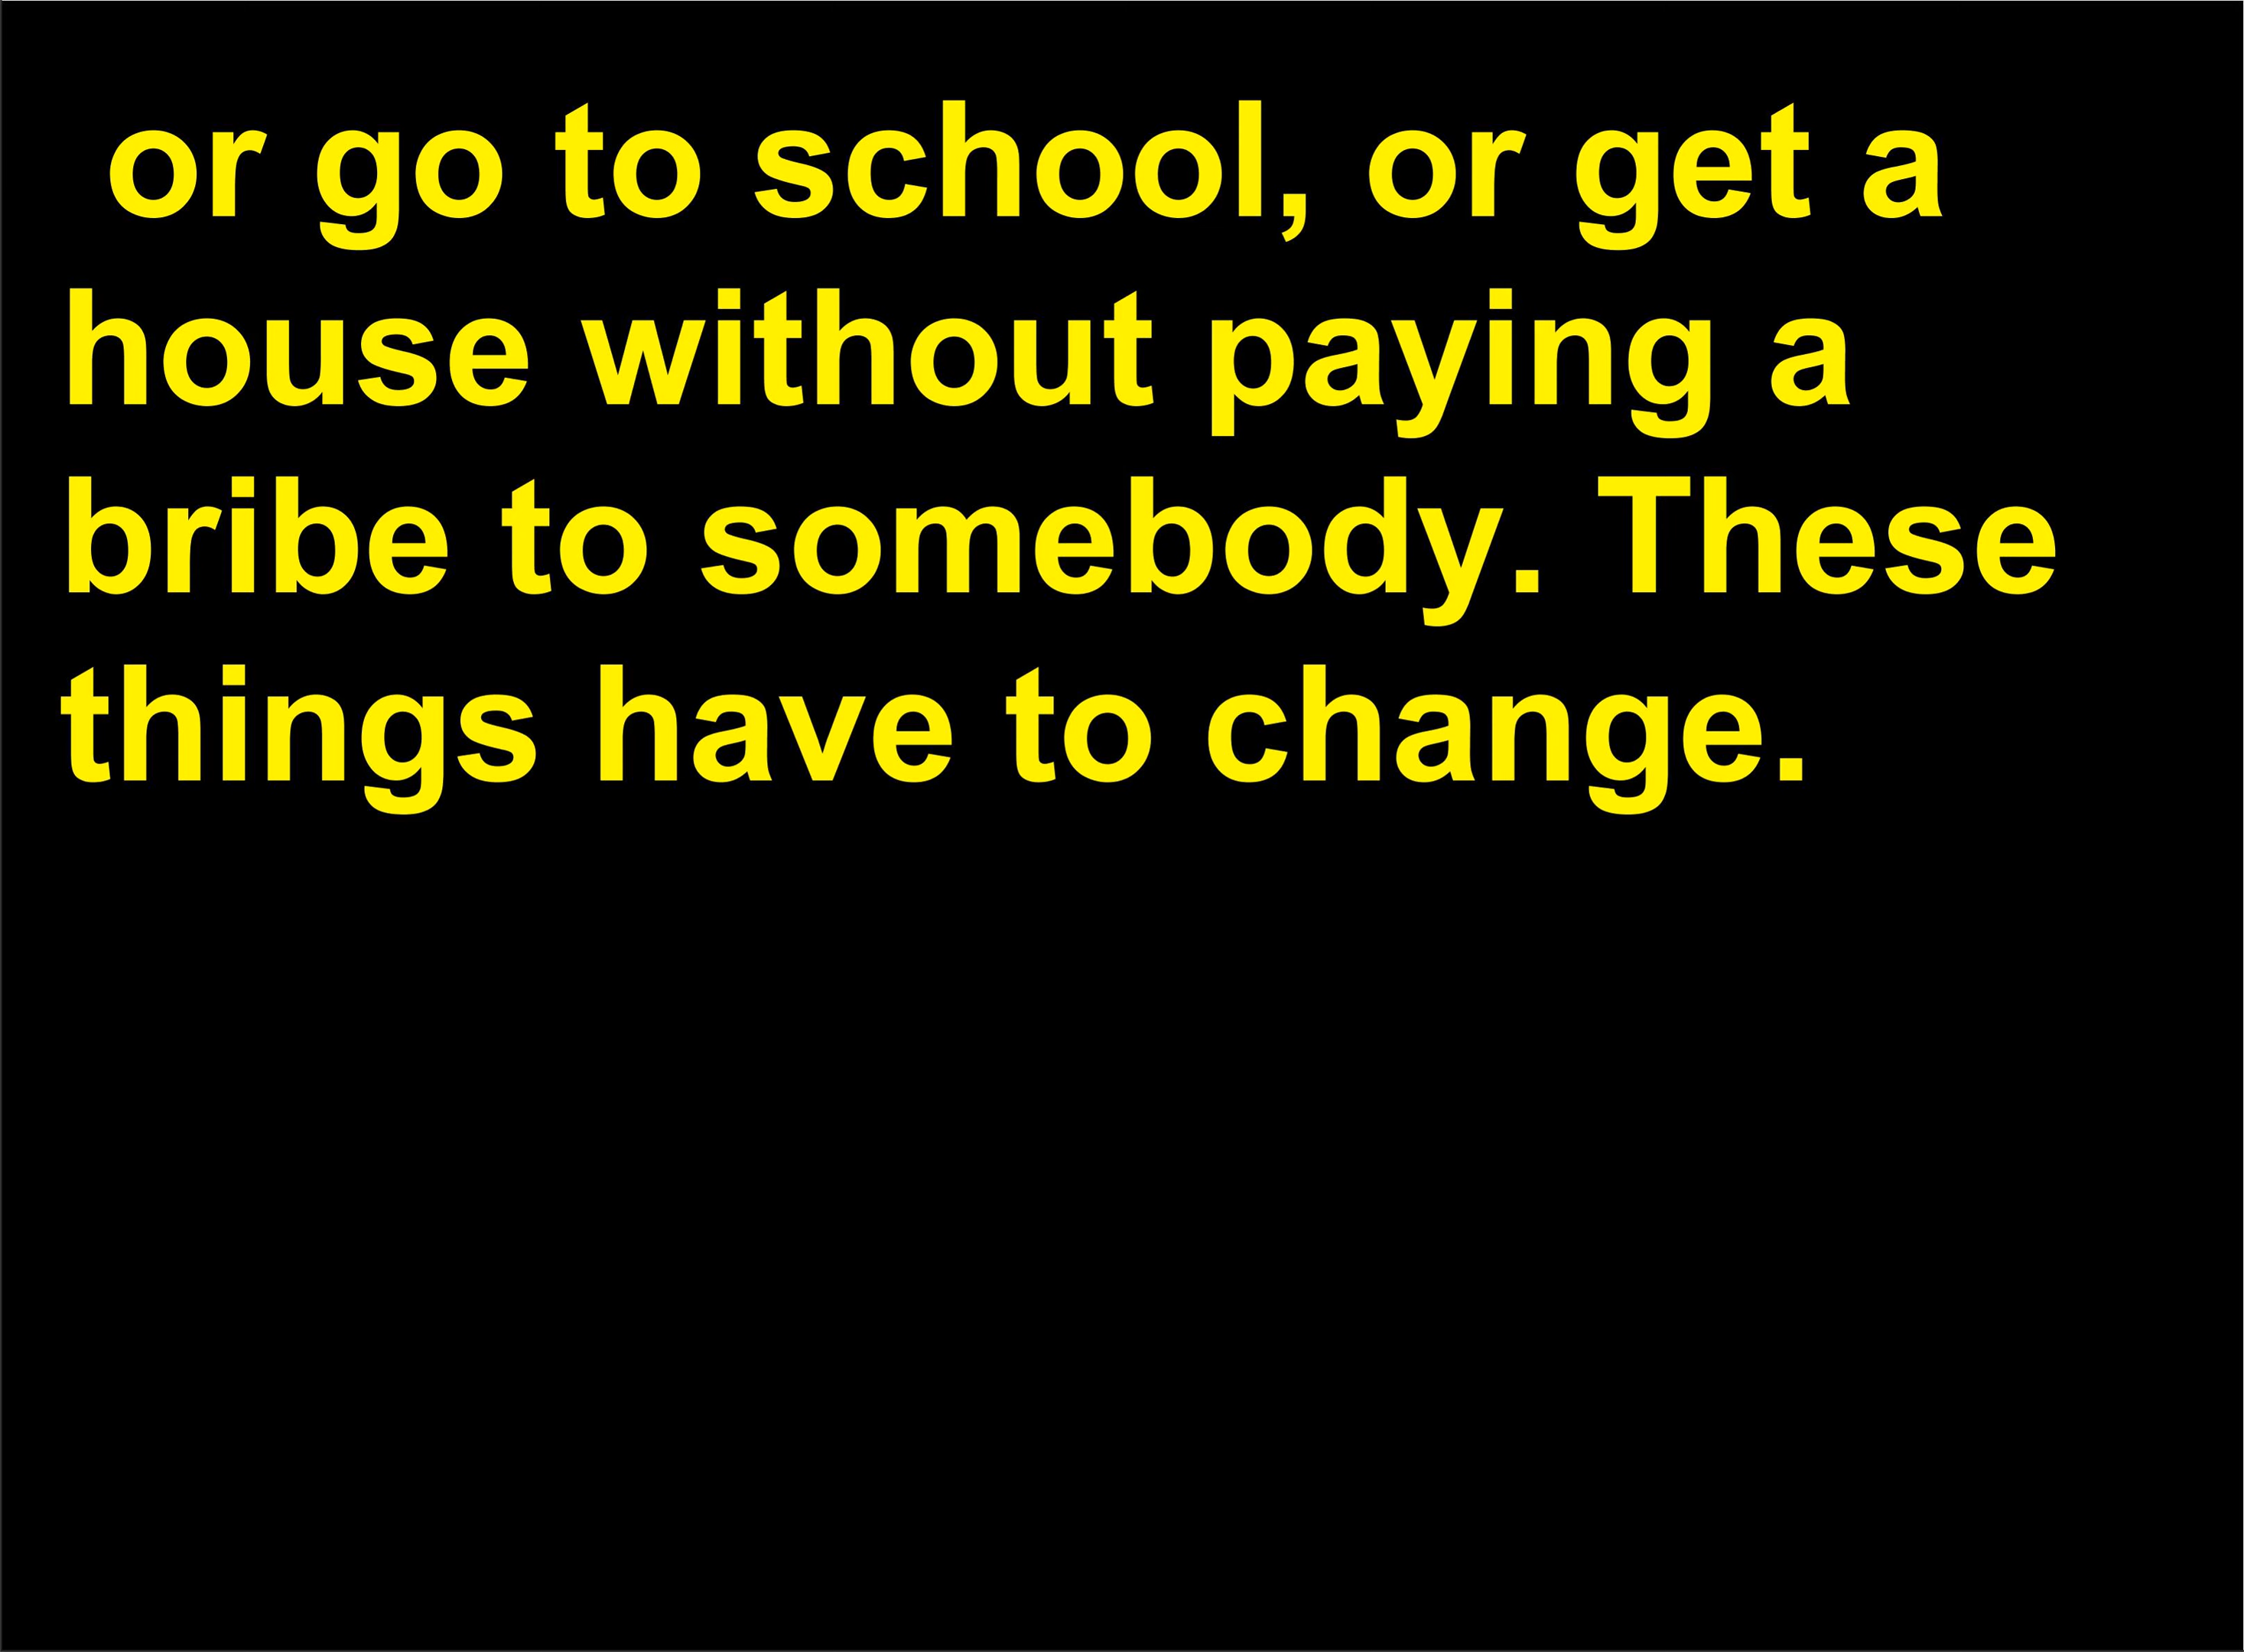 or go to school, or get a
house without paying a
bribe to somebody. These
things have to change.